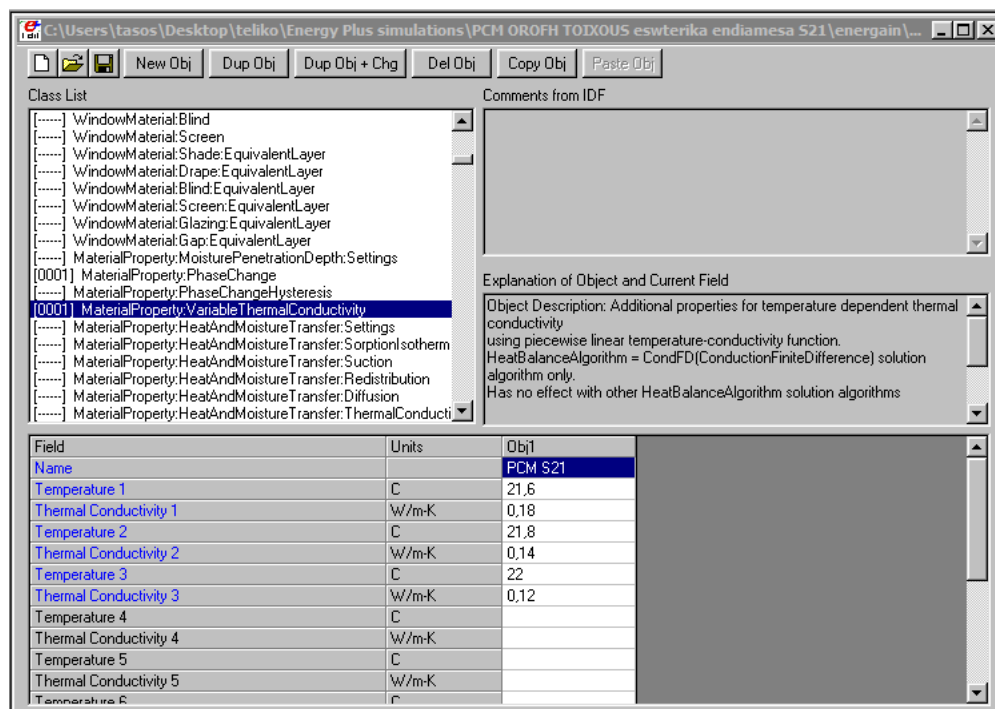 C:\Users\tasos\Desktop\teliko\Energy Plus simulations\PCM OROFH TOIXOUS eswterika endiamesa S21\energain\...
New Obj Dup Obj Dup Obj + Chg Del Obj Copy Obj Paste Obj
Class List
[------] WindowMaterial:Blind
[------] WindowMaterial:Screen
[------] WindowMaterial:Shade:EquivalentLayer
[------] WindowMaterial:Drape:EquivalentLayer
[------] WindowMaterial:Blind:EquivalentLayer
[------] WindowMaterial:Screen:EquivalentLayer
[------] WindowMaterial:Glazing:EquivalentLayer
[------] WindowMaterial:Gap:EquivalentLayer
[------] MaterialProperty:MoisturePenetrationDepth:Settings
[0001] MaterialProperty:PhaseChange
[------] MaterialProperty:PhaseChangeHysteresis
[0001] MaterialProperty:VariableThermalConductivity
[------] MaterialProperty:HeatAndMoistureTransfer:Settings
[------] MaterialProperty:HeatAndMoistureTransfer:SorptionIsotherm
[------] MaterialProperty:HeatAndMoistureTransfer:Suction
[------] MaterialProperty:HeatAndMoistureTransfer:Redistribution
[------] MaterialProperty:HeatAndMoistureTransfer:Diffusion
[------] MaterialProperty:HeatAndMoistureTransfer:ThermalConducti
Comments from IDF
Explanation of Object and Current Field
Object Description: Additional properties for temperature dependent thermal
conductivity
using piecewise linear temperature-conductivity function.
HeatBalanceAlgorithm = CondFD(ConductionFiniteDifference) solution
algorithm only.
Has no effect with other HeatBalanceAlgorithm solution algorithms
Field Units Obj1
Name PCM S21
Temperature 1 C 21,6
Thermal Conductivity 1 W/m-K 0,18
Temperature 2 C 21,8
Thermal Conductivity 2 W/m-K 0,14
Temperature 3 C 22
Thermal Conductivity 3 W/m-K 0,12
Temperature 4 C
Thermal Conductivity 4 W/m-K
Temperature 5 C
Thermal Conductivity 5 W/m-K
Temperature 6 C